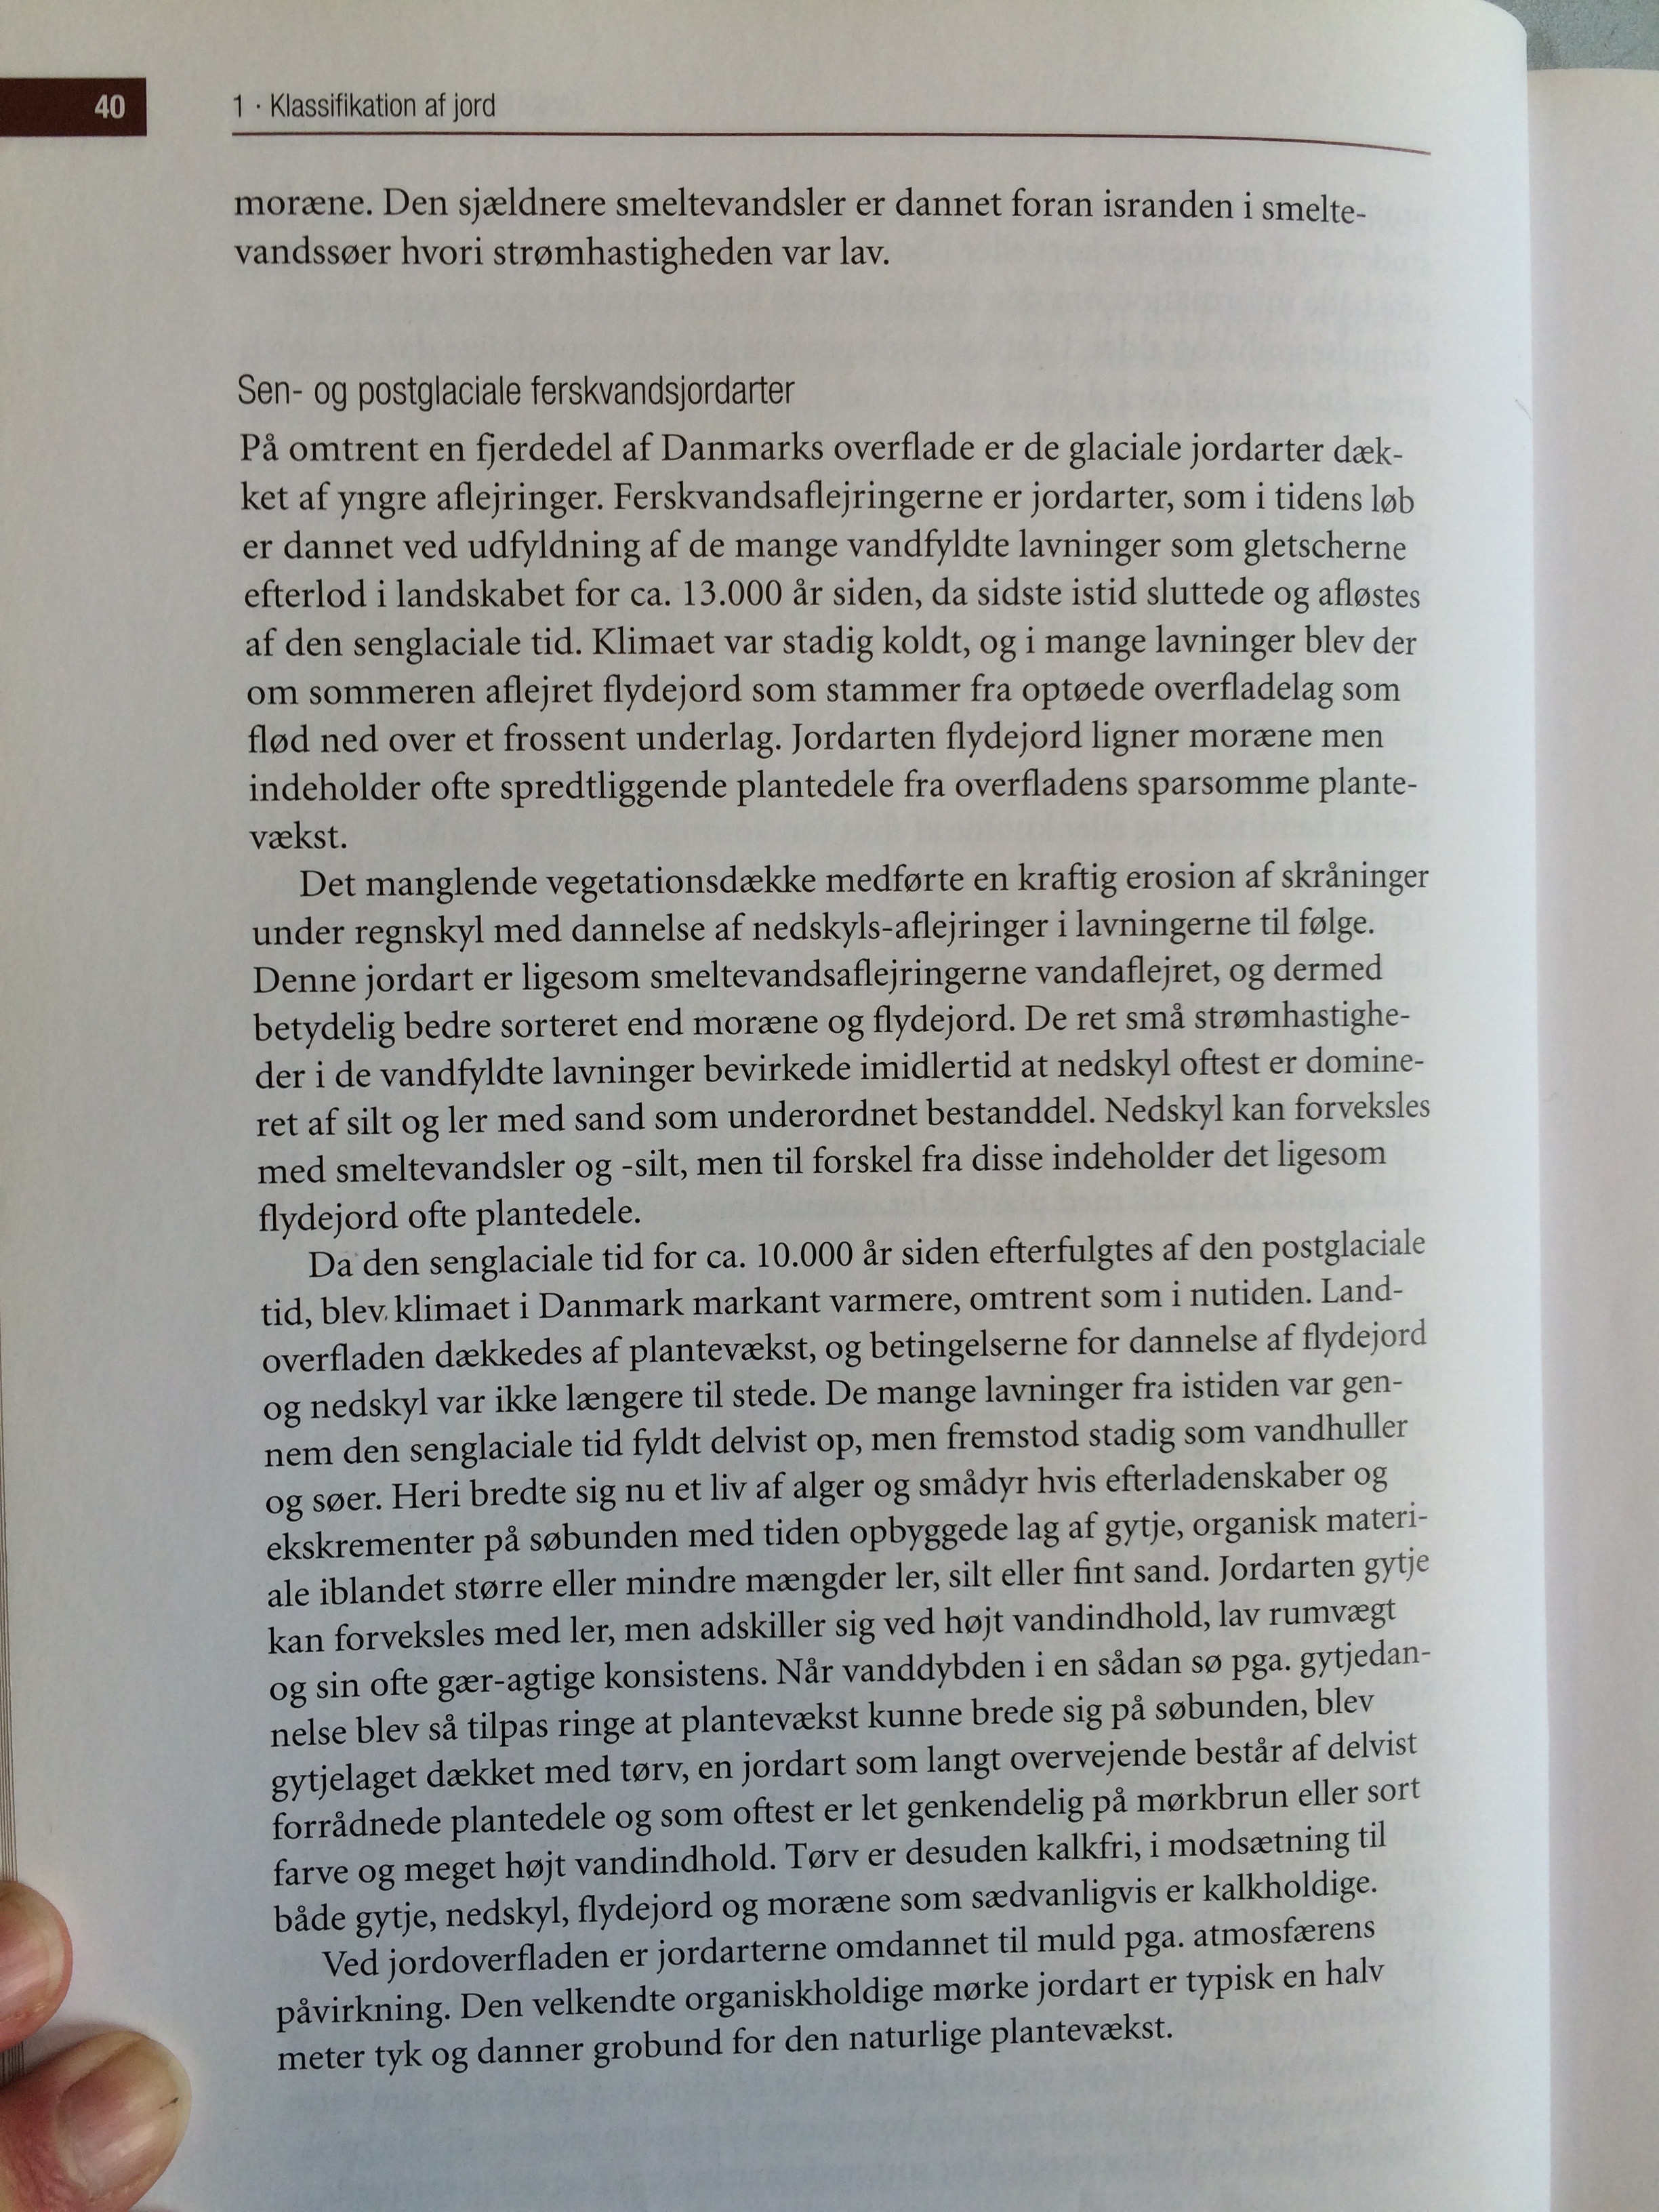 40
1 · Klassifikation af jord
moræne. Den sjældnere smeltevandsler er dannet foran isranden i smelte-
vandssøer hvori strømhastigheden var lav.
Sen- og postglaciale ferskvandsjordarter
På omtrent en fjerdedel af Danmarks overflade er de glaciale jordarter dæk-
ket af yngre aflejringer. Ferskvandsaflejringerne er jordarter, som i tidens løb
er dannet ved udfyldning af de mange vandfyldte lavninger som gletscherne
efterlod i landskabet for ca. 13.000 år siden, da sidste istid sluttede og afløstes
af den senglaciale tid. Klimaet var stadig koldt, og i mange lavninger blev der
om sommeren aflejret flydejord som stammer fra optøede overfladelag som
flød ned over et frossent underlag. Jordarten flydejord ligner moræne men
indeholder ofte spredtliggende plantedele fra overfladens sparsomme plante-
vækst.
Det manglende vegetationsdække medførte en kraftig erosion af skråninger
under regnskyl med dannelse af nedskyls-aflejringer i lavningerne til følge.
Denne jordart er ligesom smeltevandsaflejringerne vandaflejret, og dermed
betydelig bedre sorteret end moræne og flydejord. De ret små strømhastighe-
der i de vandfyldte lavninger bevirkede imidlertid at nedskyl oftest er domine-
ret af silt og ler med sand som underordnet bestanddel. Nedskyl kan forveksles
med smeltevandsler og -silt, men til forskel fra disse indeholder det ligesom
flydejord ofte plantedele.
Da den senglaciale tid for ca. 10.000 år siden efterfulgtes af den postglaciale
tid, blev klimaet i Danmark markant varmere, omtrent som i nutiden. Land-
overfladen dækkedes af plantevækst, og betingelserne for dannelse af flydejord
og nedskyl var ikke længere til stede. De mange lavninger fra istiden var gen-
nem den senglaciale tid fyldt delvist op, men fremstod stadig som vandhuller
og søer. Heri bredte sig nu et liv af alger og smådyr hvis efterladenskaber og
ekskrementer på søbunden med tiden opbyggede lag af gytje, organisk materi-
ale iblandet større eller mindre mængder ler, silt eller fint sand. Jordarten gytje
kan forveksles med ler, men adskiller sig ved højt vandindhold, lav rumvægt
og sin ofte gær-agtige konsistens. Når vanddybden i en sådan sø pga. gytjedan-
nelse blev så tilpas ringe at plantevækst kunne brede sig på søbunden, blev
gytjelaget dækket med tørv, en jordart som langt overvejende består af delvist
forrådnede plantedele og som oftest er let genkendelig på mørkbrun eller sort
farve og meget højt vandindhold. Tørv er desuden kalkfri, i modsætning til
både gytje, nedskyl, flydejord og moræne som sædvanligvis er kalkholdige.
Ved jordoverfladen er jordarterne omdannet til muld pga. atmosfærens
påvirkning. Den velkendte organiskholdige mørke jordart er typisk en halv
meter tyk og danner grobund for den naturlige plantevækst.